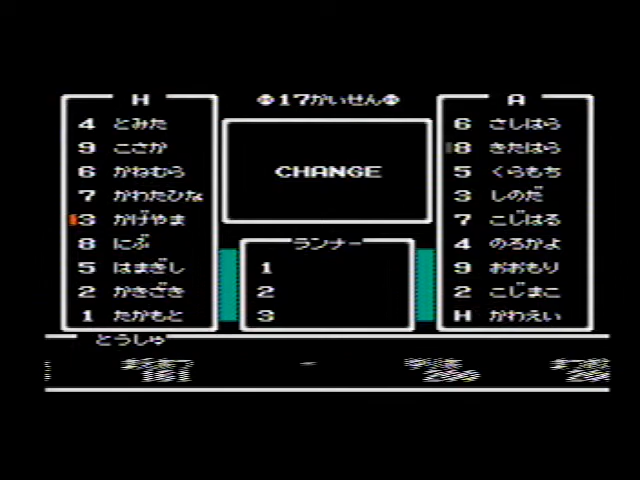 H
4 とみた
9 こさか
6 かねむら
7 かわたひな
3 かげやま
8 にぶ
5 はまぎし
2 かきざき
1 たかもと
17かいせん
CHANGE
ランナー
1
2
3
A
6 さしはら
8 きたはら
5 くらもち
3 しのだ
7 こじはる
4 のろかよ
9 おおもり
2 こじまこ
H かわえい
とうしゅ